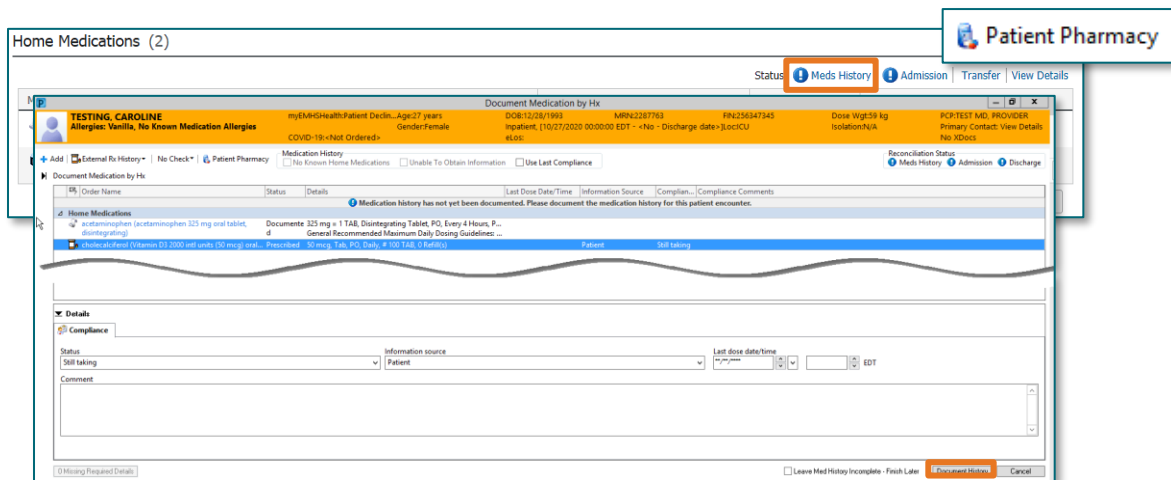 Patient Pharmacy
Home Medications (2)
Status Meds History Admission Transfer View Details
Document Medication by Hx
TESTING, CAROLINE myEMHSHealth:Patient Declin...Age:27 years DOB:12/28/1993 MRN:2287763 FIN:256347345 Dose Wgt:59 kg PCP:TEST MD, PROVIDER
Allergies: Vanilla, No Known Medication Allergies Gender:Female Inpatient, [10/27/2020 00:00:00 EDT - <No - Discharge date>]Loc:ICU Isolation:N/A Primary Contact: View Details
COVID-19:<Not Ordered> eLos: No XDocs
Add External Rx History No Check Patient Pharmacy Medication History Reconciliation Status
No Known Home Medications Unable To Obtain Information Use Last Compliance Meds History Admission Discharge
Document Medication by Hx
Order Name Status Details Last Dose Date/Time Information Source Complian... Compliance Comments
Medication history has not yet been documented. Please document the medication history for this patient encounter.
Home Medications
acetaminophen (acetaminophen 325 mg oral tablet, Documente 325 mg = 1 TAB, Disintegrating Tablet, PO, Every 4 Hours, P...
disintegrating) d General Recommended Maximum Daily Dosing Guidelines: ...
cholecalciferol (Vitamin D3 2000 intl units (50 mcg) oral... Prescribed 50 mcg, Tab, PO, Daily, # 100 TAB, 0 Refill(s) Patient Still taking
Details
Compliance
Status Information source Last dose date/time
Still taking Patient **/**/**** EDT
Comment
0 Missing Required Details Leave Med History Incomplete - Finish Later Document History Cancel